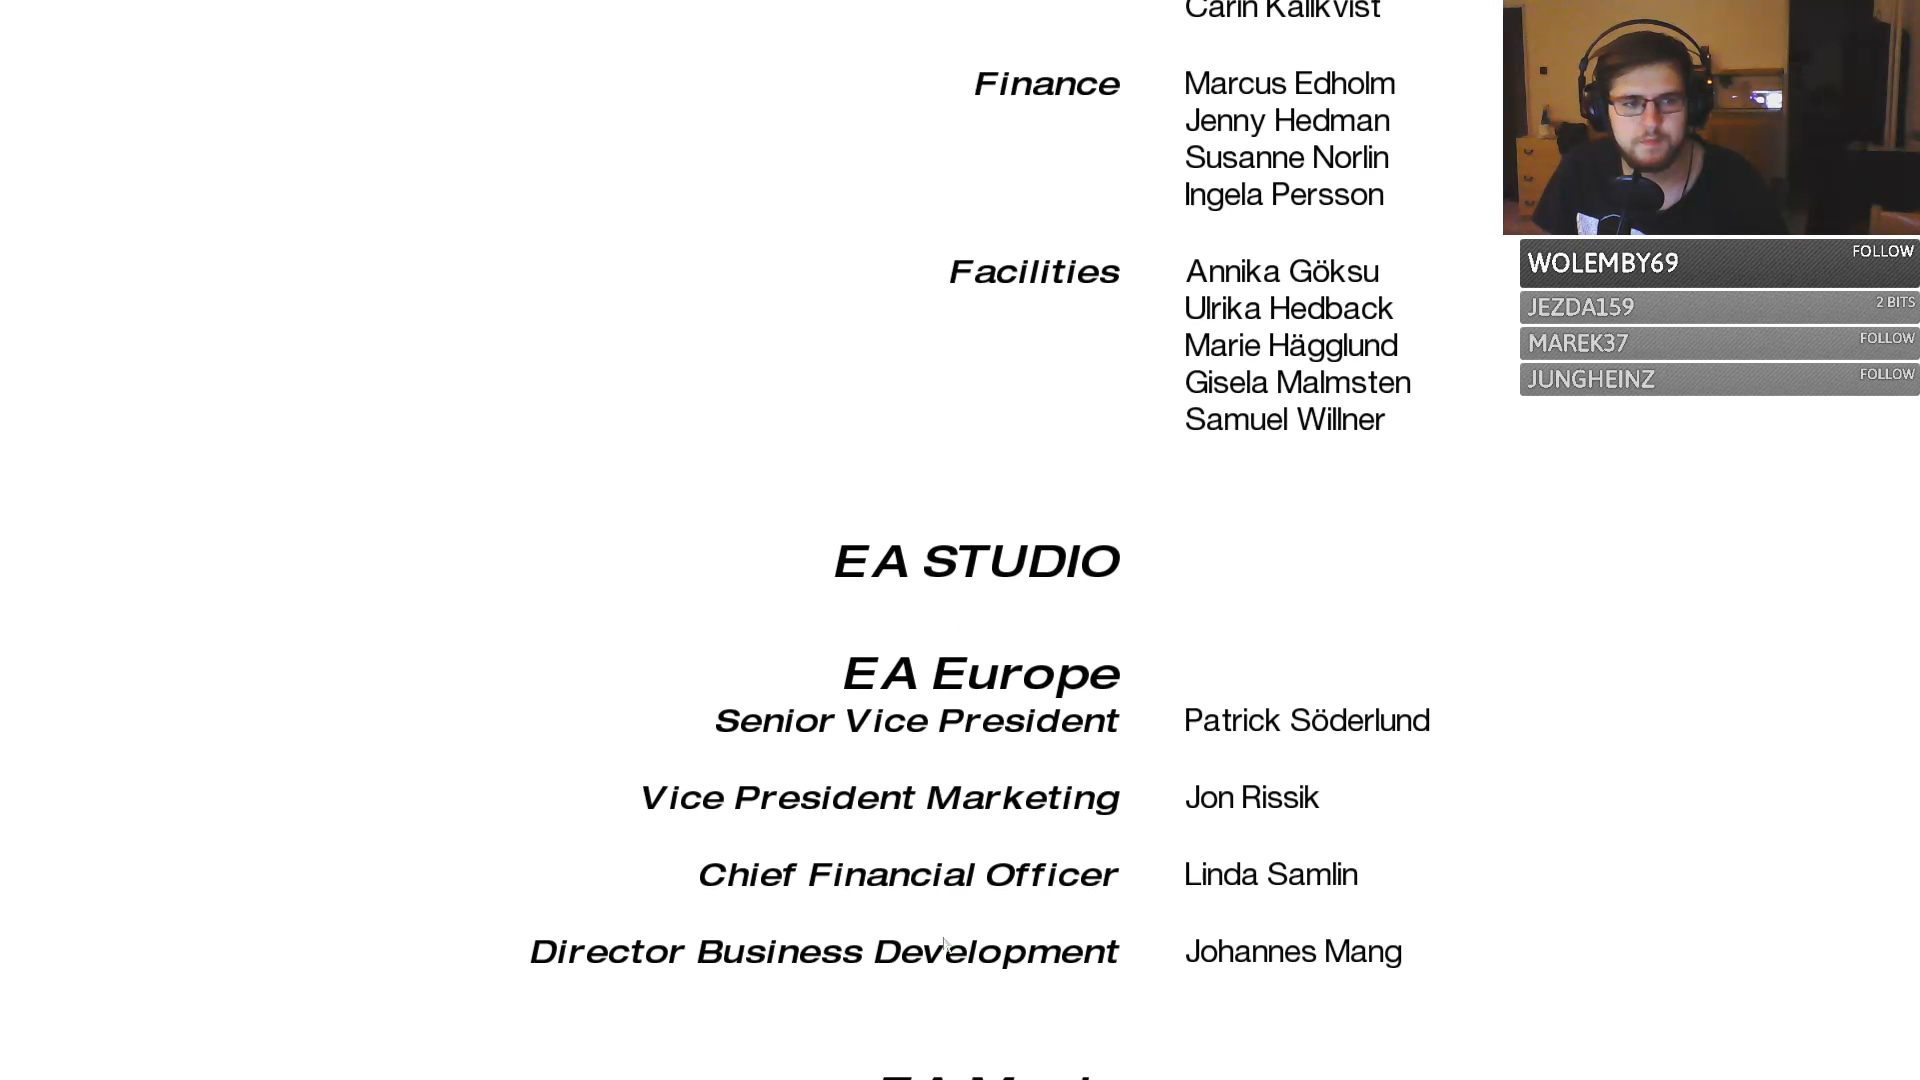 Carin Kallkvist
Finance Marcus Edholm
Jenny Hedman
Susanne Norlin
Ingela Persson
Facilities Annika Göksu
Ulrika Hedback
Marie Hägglund
Gisela Malmsten
Samuel Willner
EA STUDIO
EA Europe
Senior Vice President Patrick Söderlund
Vice President Marketing Jon Rissik
Chief Financial Officer Linda Samlin
Director Business Development Johannes Mang
WOLEMBY69 FOLLOW
JEZDA159 2 BITS
MAREK37 FOLLOW
JUNGHEINZ FOLLOW